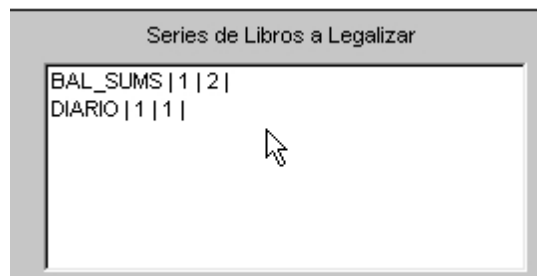 Series de Libros a Legalizar
BAL_SUMS | 1 | 2 |
DIARIO | 1 | 1 |